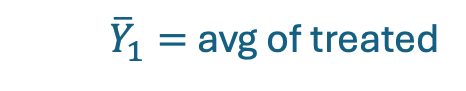 Ȳ₁ = avg of treated